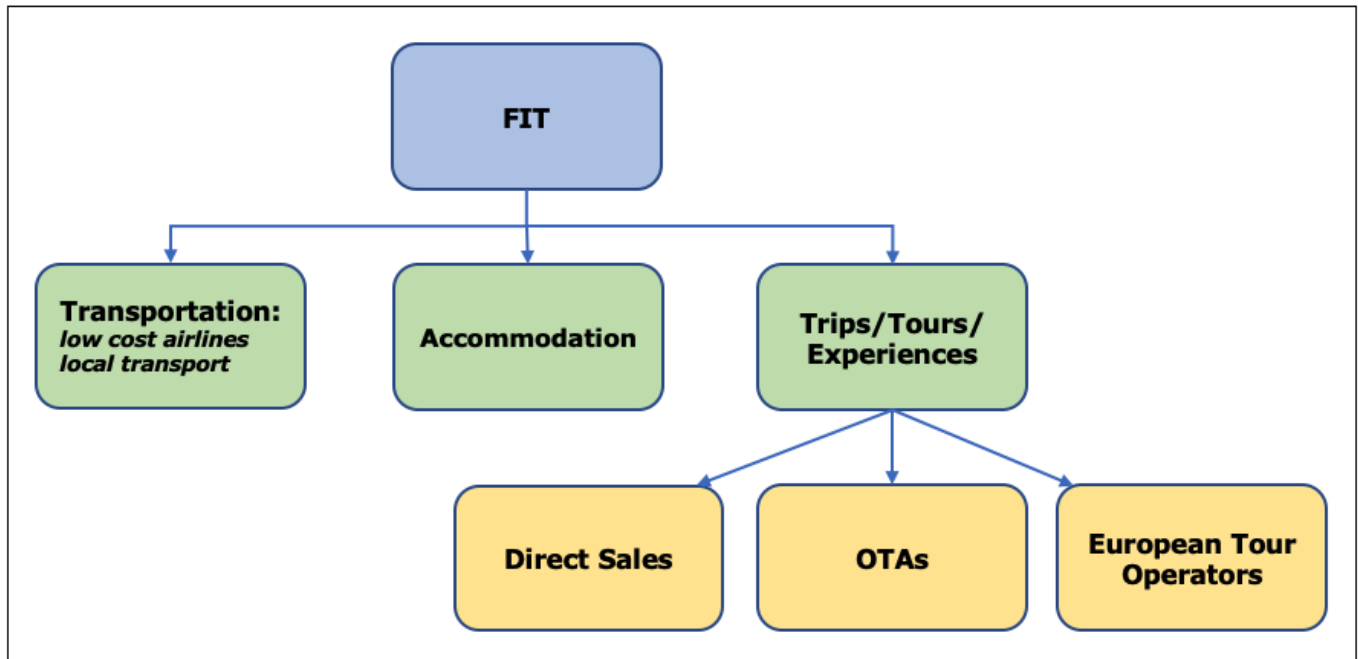 FIT
Transportation:
low cost airlines
local transport
Accommodation
Trips/Tours/
Experiences
Direct Sales
OTAs
European Tour
Operators